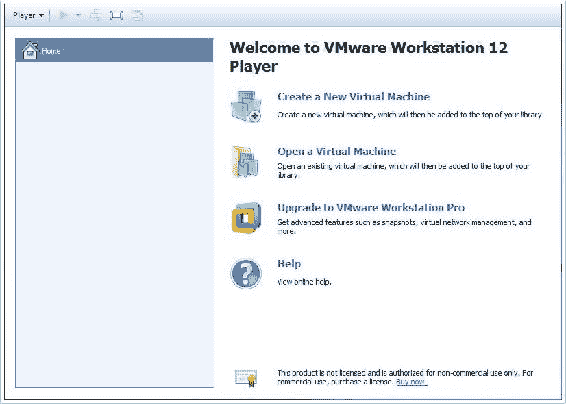 Player
Home
Welcome to VMware Workstation 12
Player
Create a New Virtual Machine
Create a new virtual machine, which will then be added to the top of your library.
Open a Virtual Machine
Open an existing virtual machine, which will then be added to the top of your
library.
Upgrade to VMware Workstation Pro
Get advanced features such as snapshots, virtual network management, and
more.
Help
View online help.
This product is not licensed and is authorized for non-commercial use only. For
commercial use, purchase a license. Buy now.